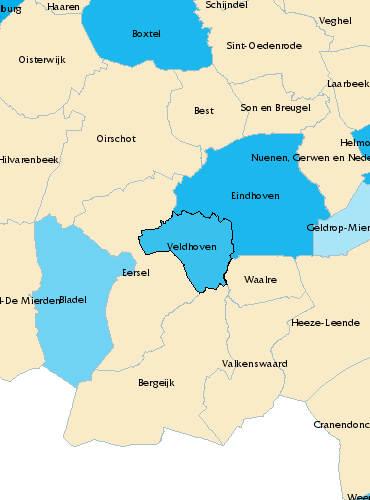 Haaren
Schijndel
burg
Veghel
Boxtel
Sint-Oedenrode
Oisterwijk
Laarbeek
Best
Son en Breugel
Oirschot
Helmo
Hilvarenbeek
Nuenen, Gerwen en Nede
Eindhoven
Geldrop-Mier
Veldhoven
Eersel
Waalre
l-De Mierden
Bladel
Heeze-Leende
Valkenswaard
Bergeijk
Cranendonc
Weer